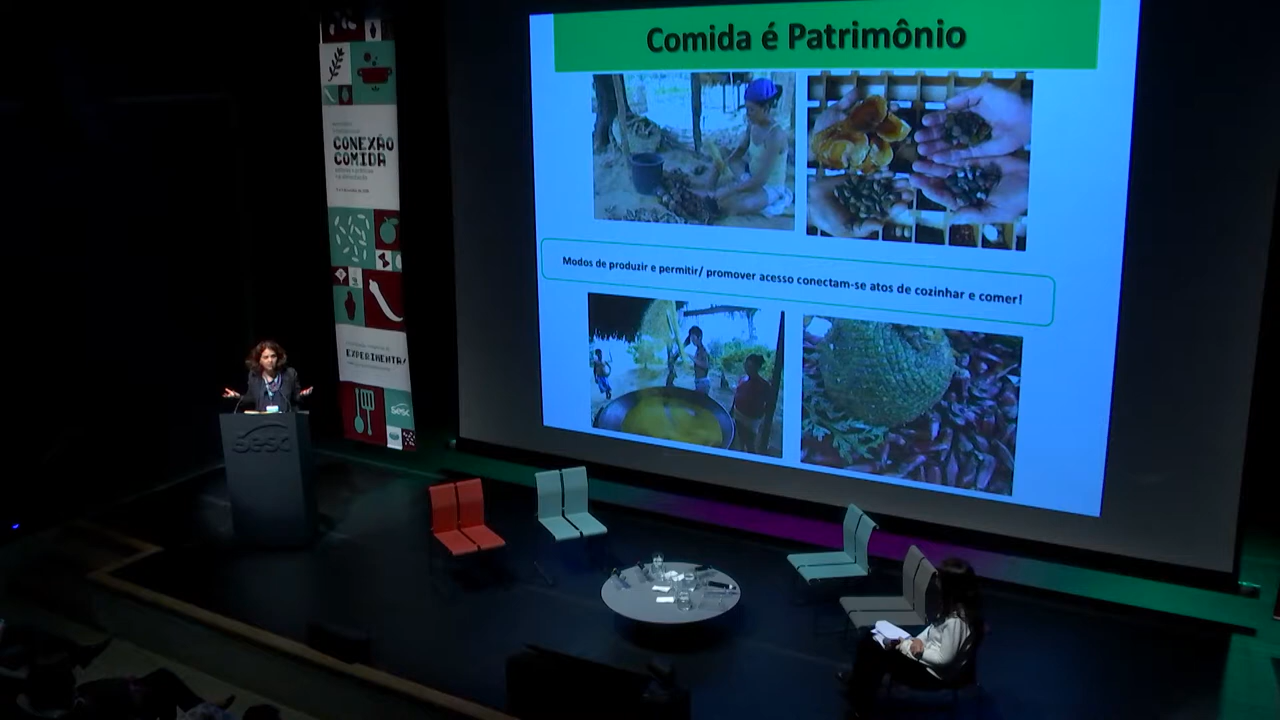 Comida é Patrimônio
CONEXÃO
COMIDA
Modos de produzir e permitir/ promover acesso conectam-se atos de cozinhar e comer!
EXPERIMENTA!
Sesc
Sesc